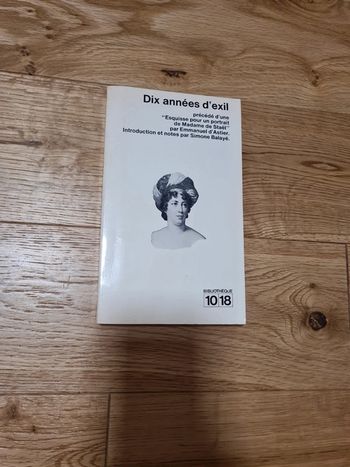 Dix années d'exil
précédé d'une
"Esquisse pour un portrait
de Madame de Staël"
par Emmanuel d'Astier.
Introduction et notes par Simone Balayé.
BIBLIOTHÈQUE
10|18